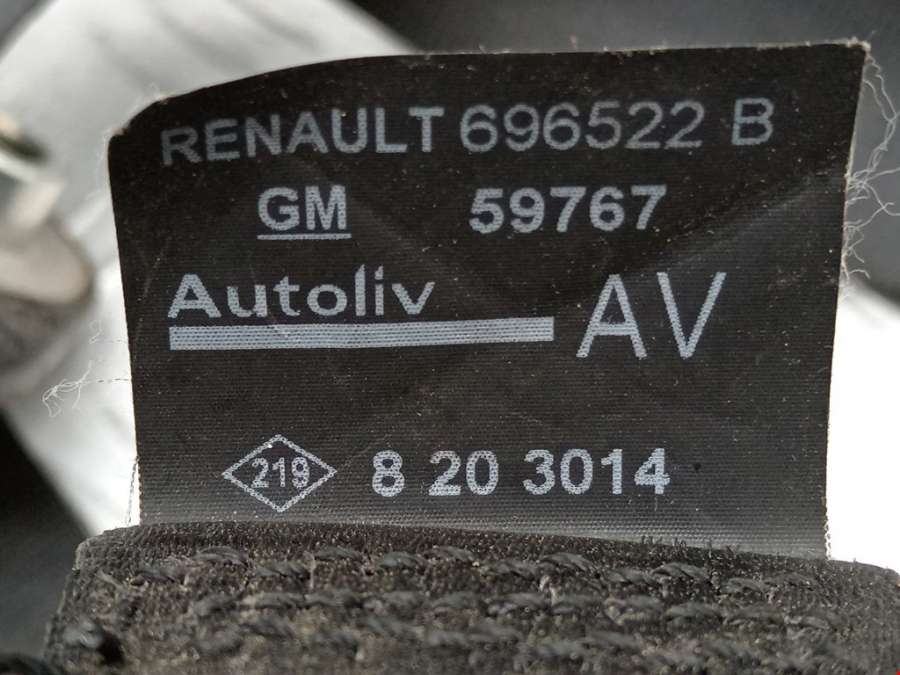 RENAULT 696522 B
GM 59767
Autoliv AV
219 8 20 3014